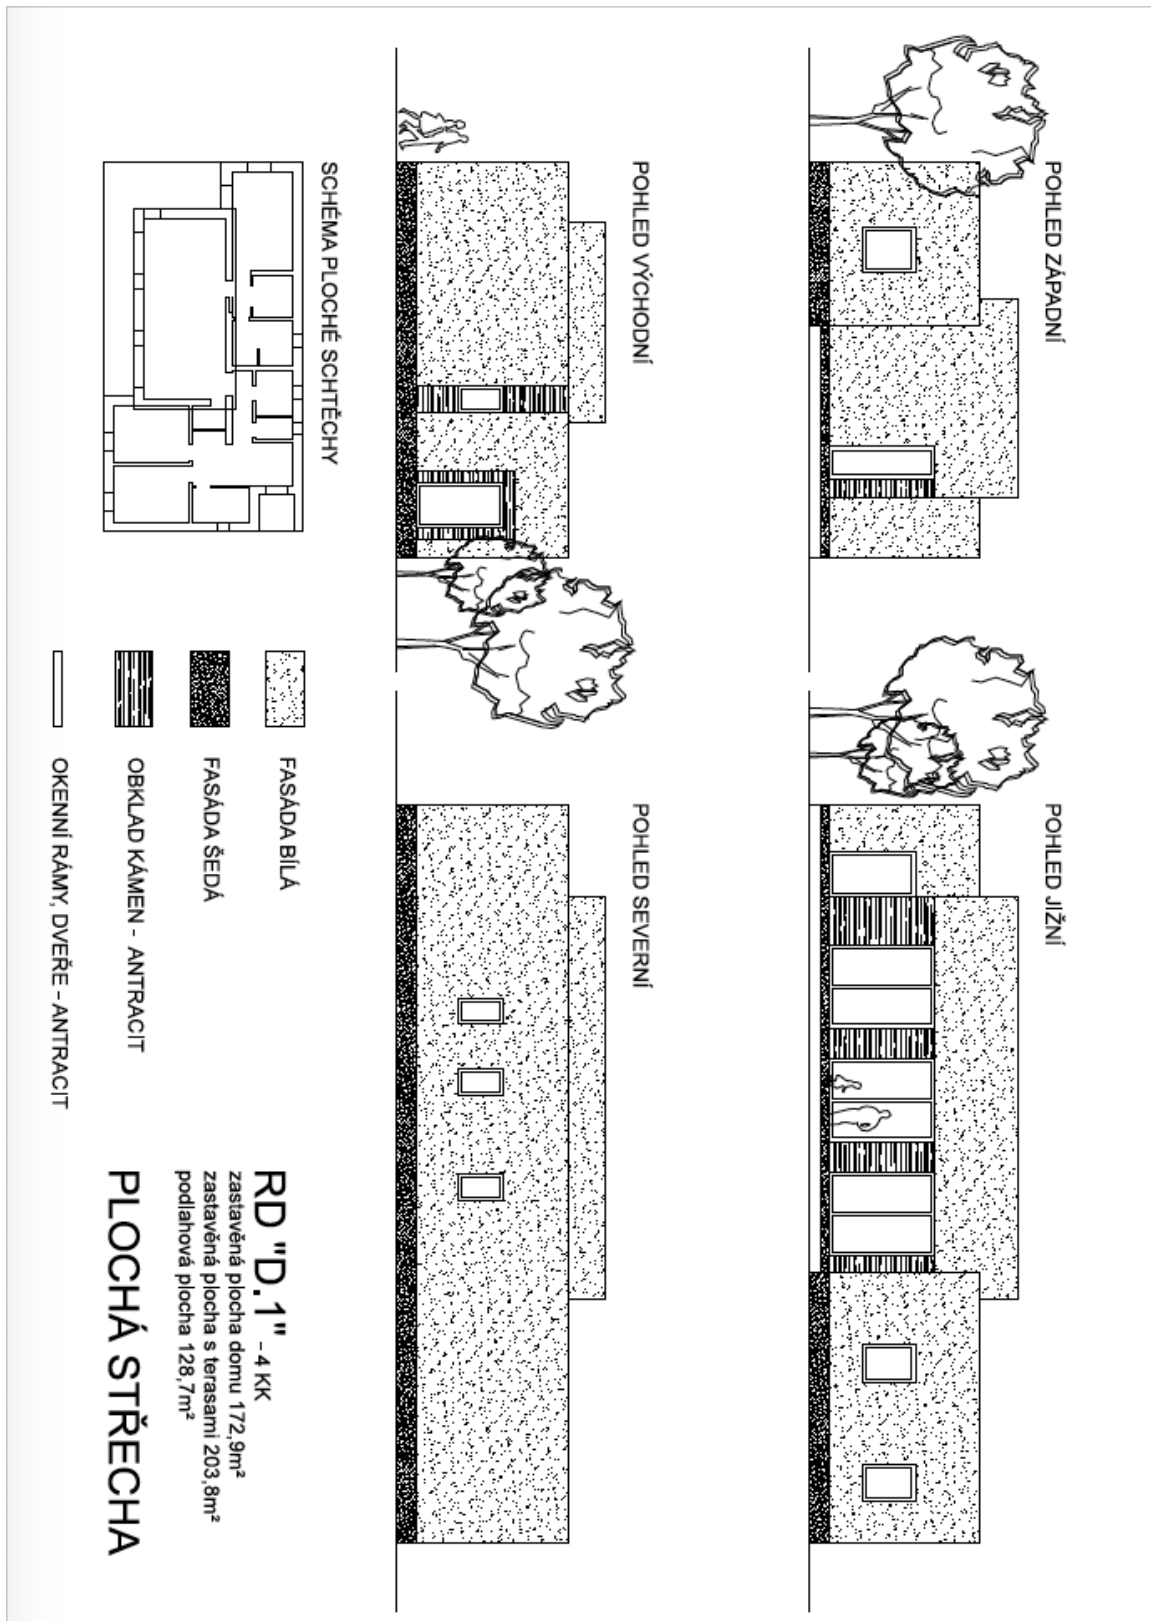 POHLED ZÁPADNÍ
POHLED JIŽNÍ
POHLED VÝCHODNÍ
POHLED SEVERNÍ
SCHÉMA PLOCHÉ SCHTĚCHY
FASÁDA BÍLÁ
FASÁDA ŠEDÁ
OBKLAD KÁMEN - ANTRACIT
OKENNÍ RÁMY, DVEŘE - ANTRACIT
RD "D.1" - 4 KK
zastavěná plocha domu 172,9m²
zastavěná plocha s terasami 203,8m²
podlahová plocha 128,7m²
PLOCHÁ STŘECHA